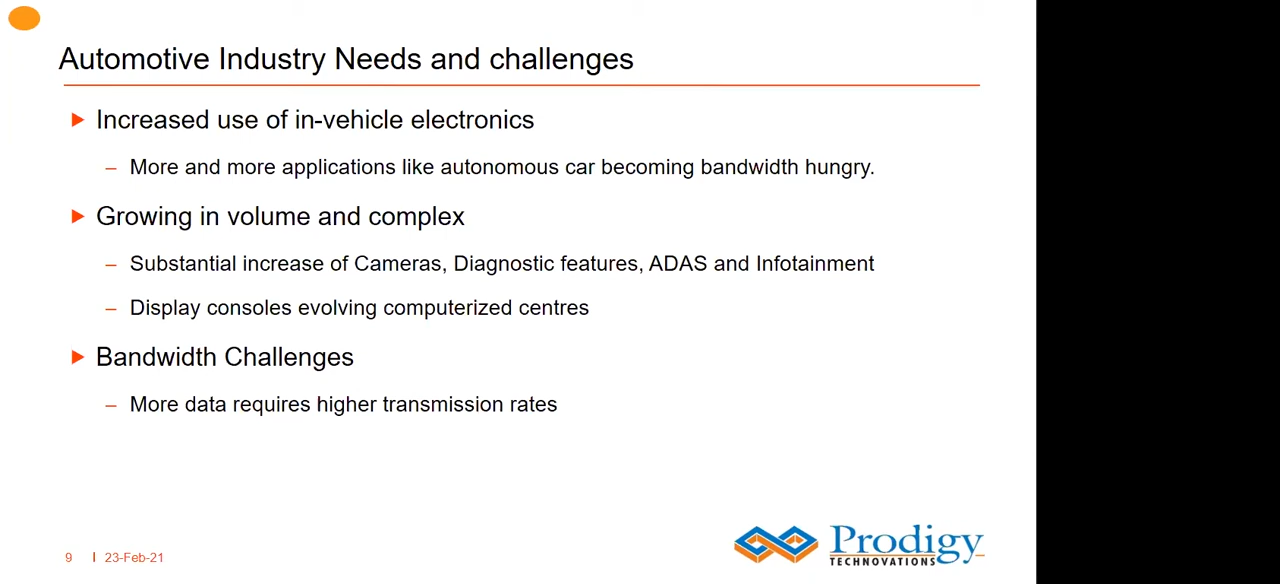 Automotive Industry Needs and challenges
Increased use of in-vehicle electronics
– More and more applications like autonomous car becoming bandwidth hungry.
Growing in volume and complex
– Substantial increase of Cameras, Diagnostic features, ADAS and Infotainment
– Display consoles evolving computerized centres
Bandwidth Challenges
– More data requires higher transmission rates
9 | 23-Feb-21
Prodigy
TECHNOVATIONS